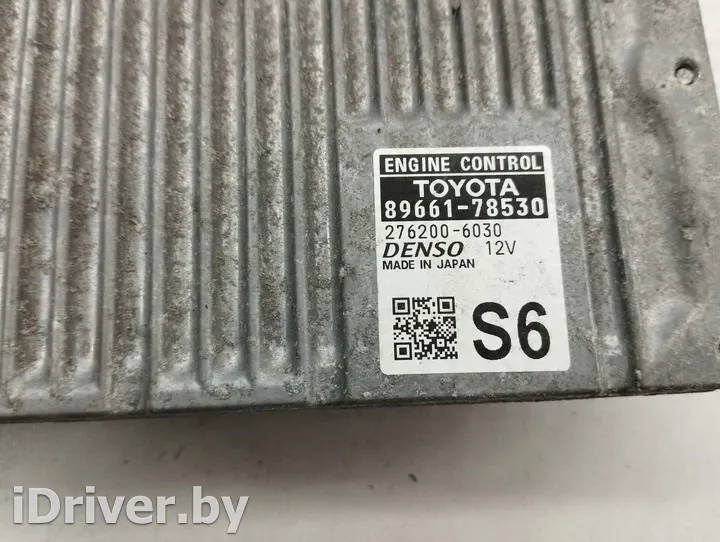 ENGINE CONTROL
TOYOTA
89661-78530
276200-6030
DENSO 12V
MADE IN JAPAN
S6
iDriver.by